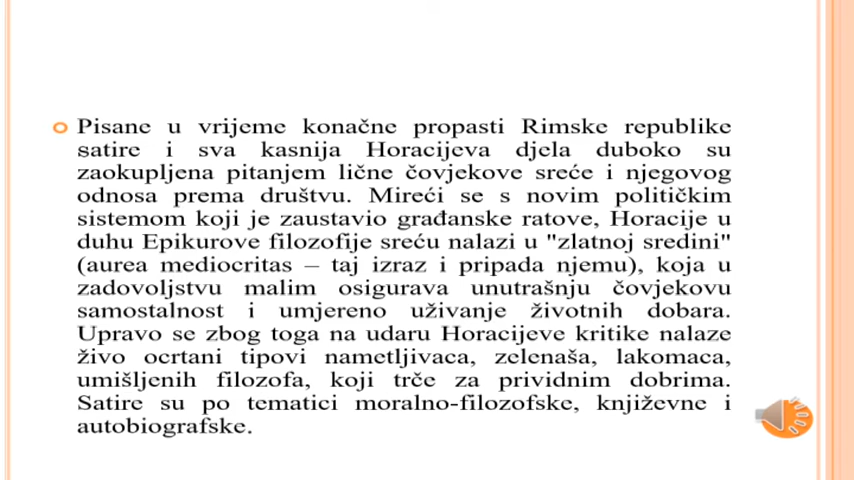 Pisane u vrijeme konačne propasti Rimske republike
satire i sva kasnija Horacijeva djela duboko su
zaokupljena pitanjem lične čovjekove sreće i njegovog
odnosa prema društvu. Mireći se s novim političkim
sistemom koji je zaustavio građanske ratove, Horacije u
duhu Epikurove filozofije sreću nalazi u "zlatnoj sredini"
(aurea mediocritas – taj izraz i pripada njemu), koja u
zadovoljstvu malim osigurava unutrašnju čovjekovu
samostalnost i umjereno uživanje životnih dobara.
Upravo se zbog toga na udaru Horacijeve kritike nalaze
živo ocrtani tipovi nametljivaca, zelenaša, lakomaca,
umišljenih filozofa, koji trče za prividnim dobrima.
Satire su po tematici moralno-filozofske, književne i
autobiografske.